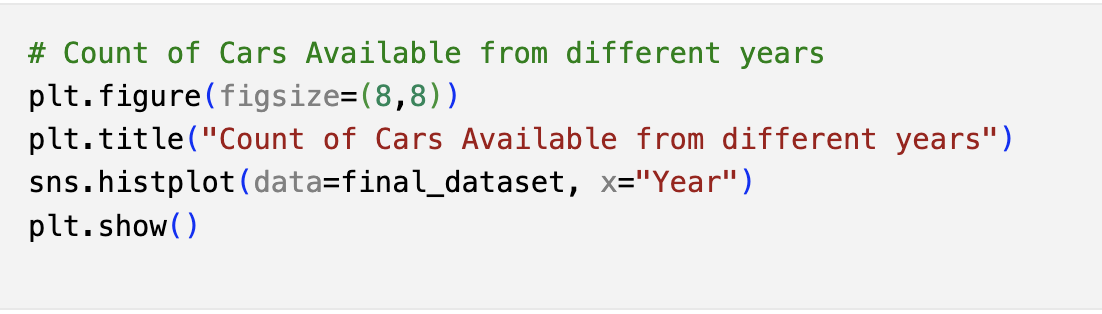 # Count of Cars Available from different years
plt.figure(figsize=(8,8))
plt.title("Count of Cars Available from different years")
sns.histplot(data=final_dataset, x="Year")
plt.show()